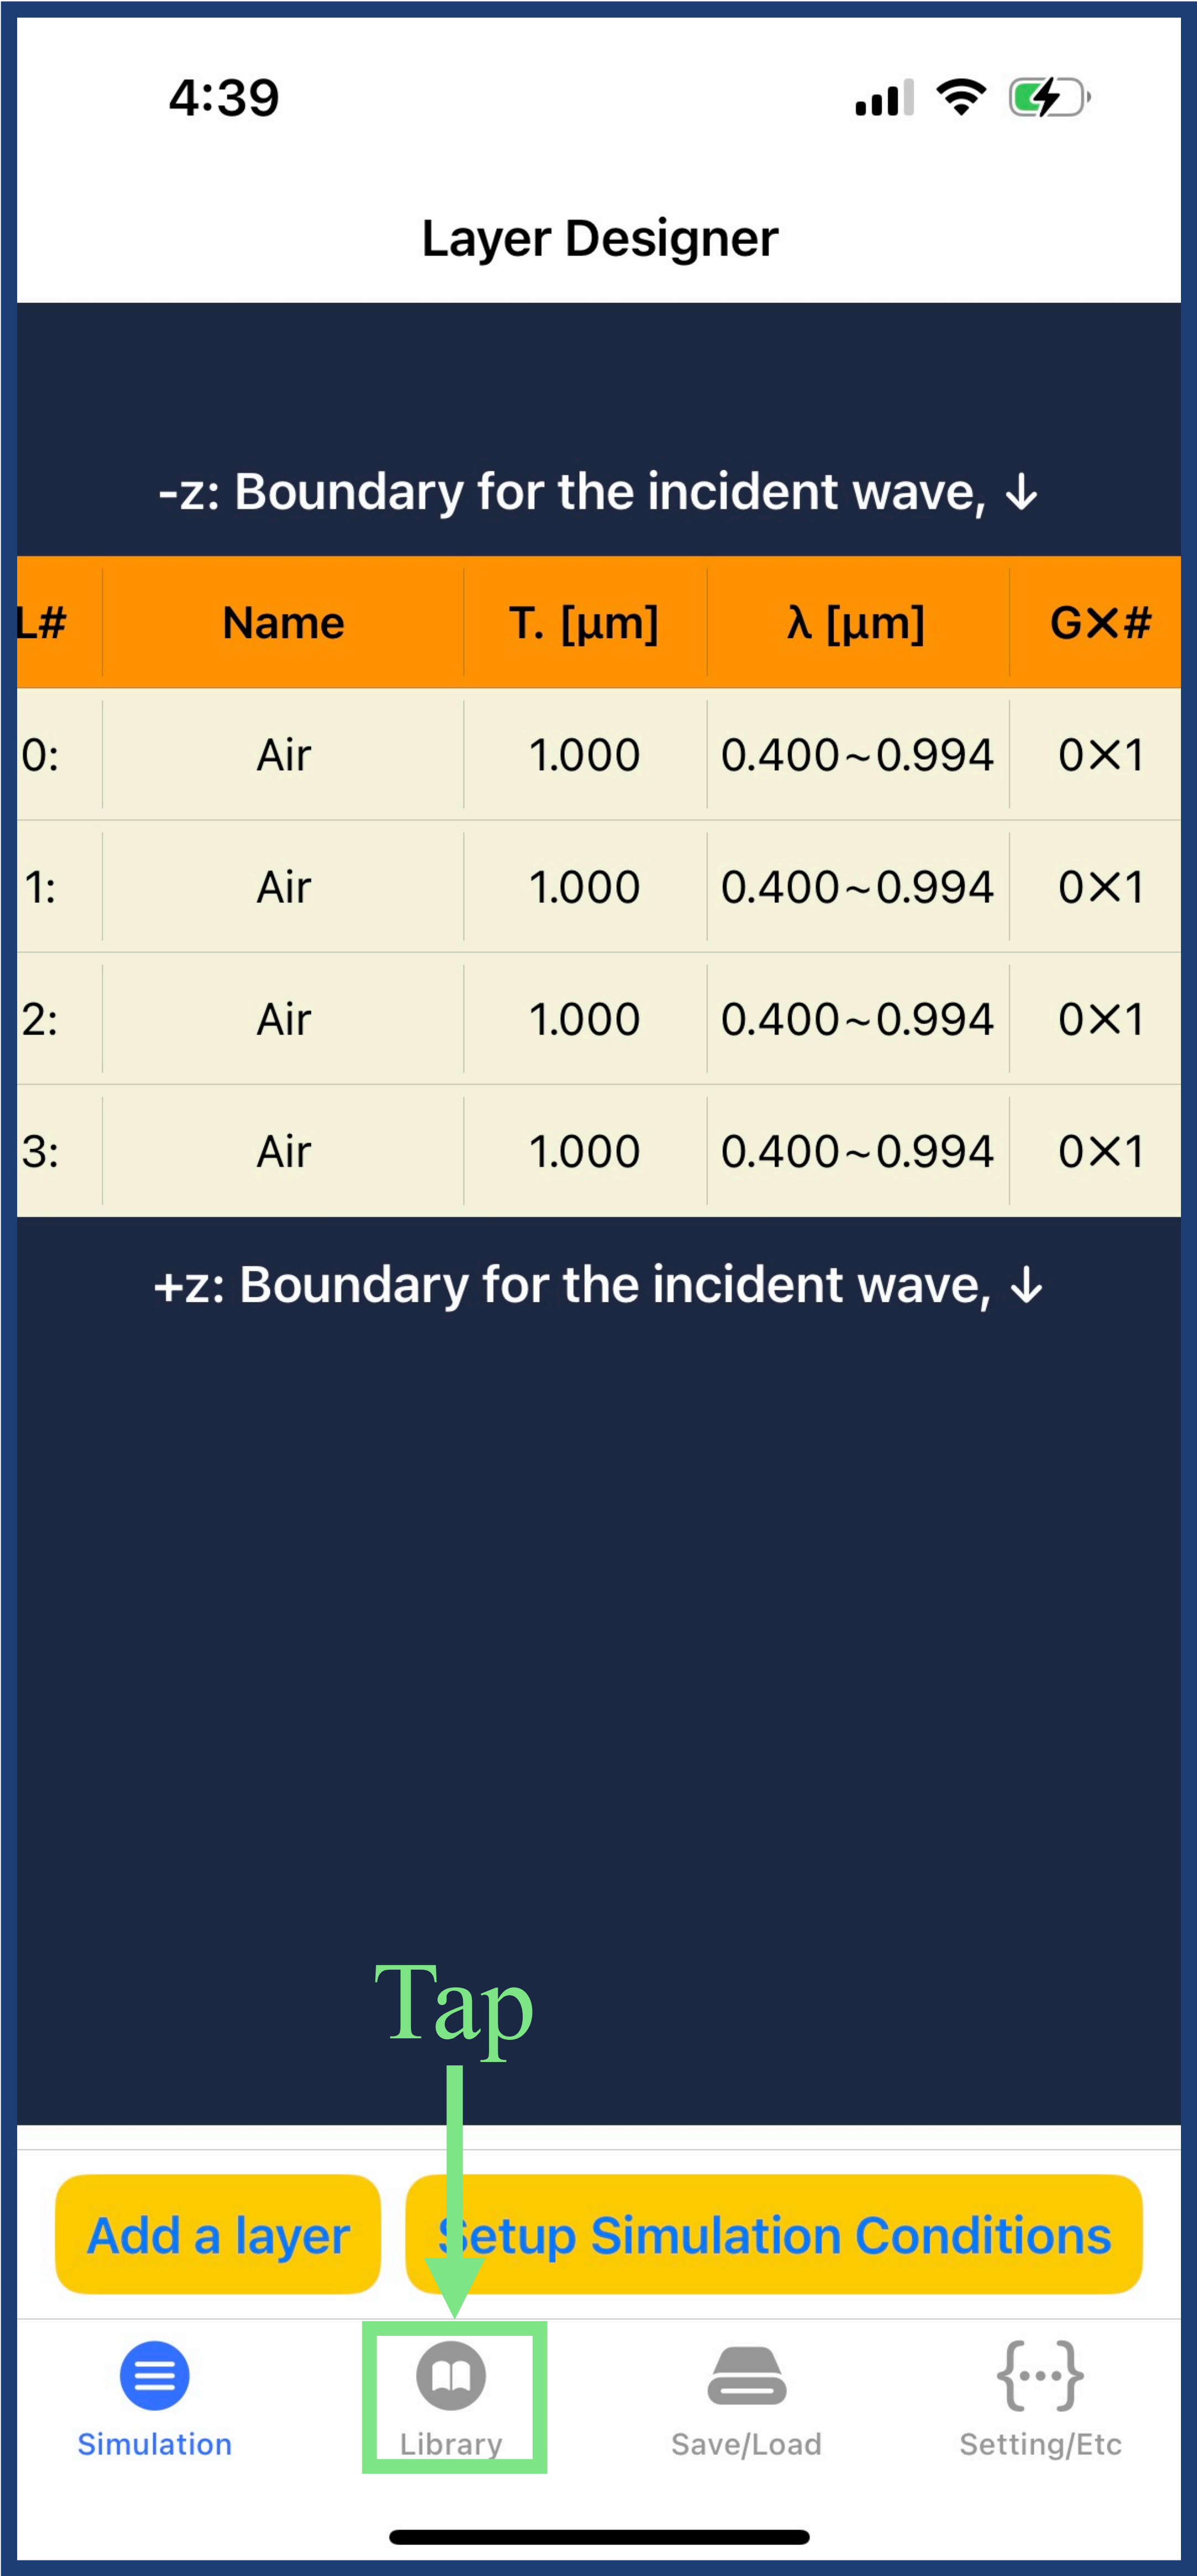 4:39
Layer Designer
-z: Boundary for the incident wave, ↓
L# Name T. [μm] λ [μm] G×#
0: Air 1.000 0.400~0.994 0×1
1: Air 1.000 0.400~0.994 0×1
2: Air 1.000 0.400~0.994 0×1
3: Air 1.000 0.400~0.994 0×1
+z: Boundary for the incident wave, ↓
Tap
Add a layer Setup Simulation Conditions
Simulation Library Save/Load Setting/Etc